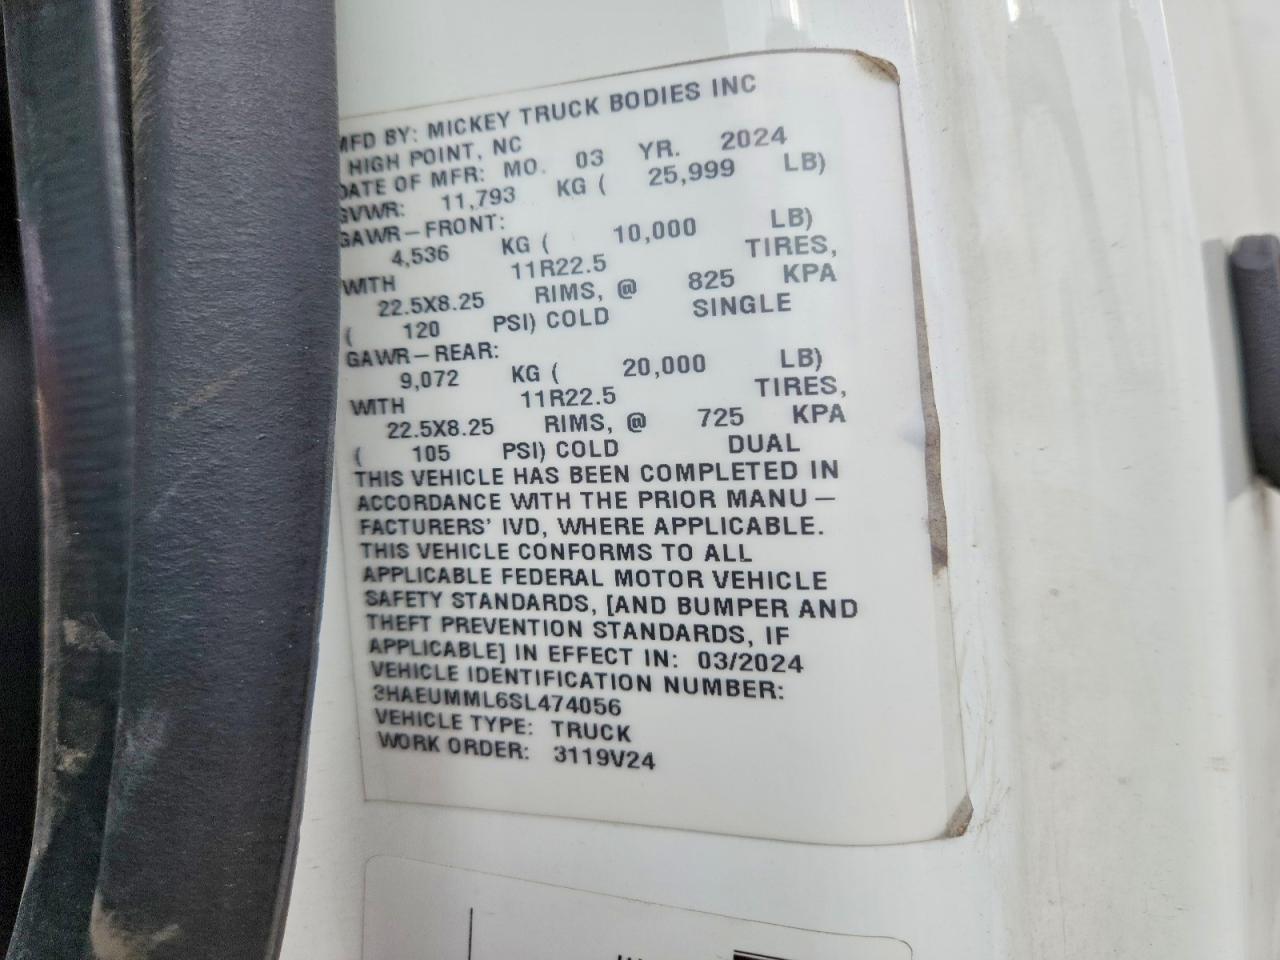 MFD BY: MICKEY TRUCK BODIES INC
HIGH POINT, NC
DATE OF MFR: MO. 03 YR. 2024
GVWR: 11,793 KG ( 25,999 LB)
GAWR-FRONT:
4,536 KG ( 10,000 LB)
WITH 11R22.5 TIRES,
22.5X8.25 RIMS, @ 825 KPA
( 120 PSI) COLD SINGLE
GAWR-REAR:
9,072 KG ( 20,000 LB)
WITH 11R22.5 TIRES,
22.5X8.25 RIMS, @ 725 KPA
( 105 PSI) COLD DUAL
THIS VEHICLE HAS BEEN COMPLETED IN
ACCORDANCE WITH THE PRIOR MANU-
FACTURERS' IVD, WHERE APPLICABLE.
THIS VEHICLE CONFORMS TO ALL
APPLICABLE FEDERAL MOTOR VEHICLE
SAFETY STANDARDS, [AND BUMPER AND
THEFT PREVENTION STANDARDS, IF
APPLICABLE] IN EFFECT IN: 03/2024
VEHICLE IDENTIFICATION NUMBER:
3HAEUMML6SL474056
VEHICLE TYPE: TRUCK
WORK ORDER: 3119V24